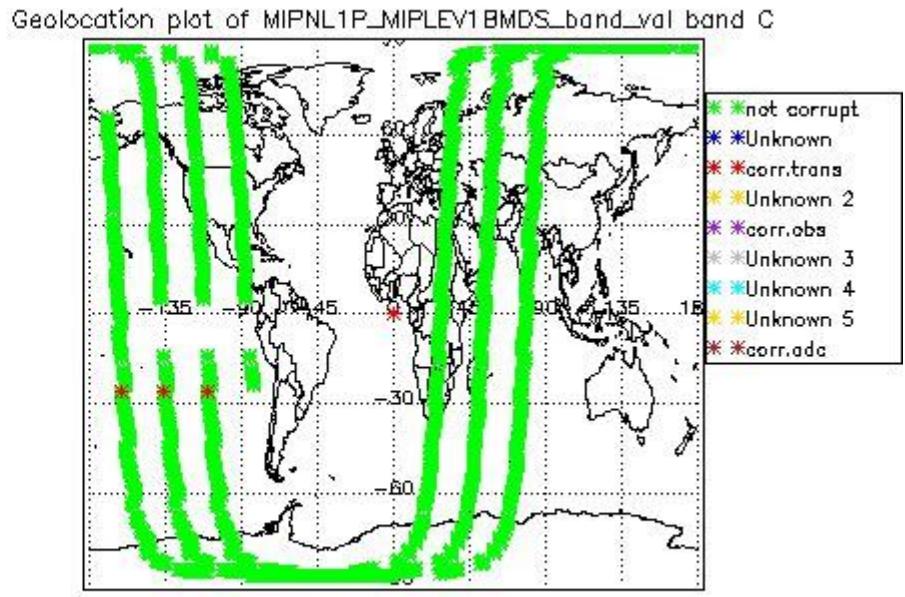 Geolocation plot of MIPNL1P_MIPLEV1BMDS_band_val band C
not corrupt
Unknown
corr.trans
Unknown 2
corr.obs
Unknown 3
Unknown 4
Unknown 5
corr.adc
60
-135
-90
-45
90
135
-30
-60